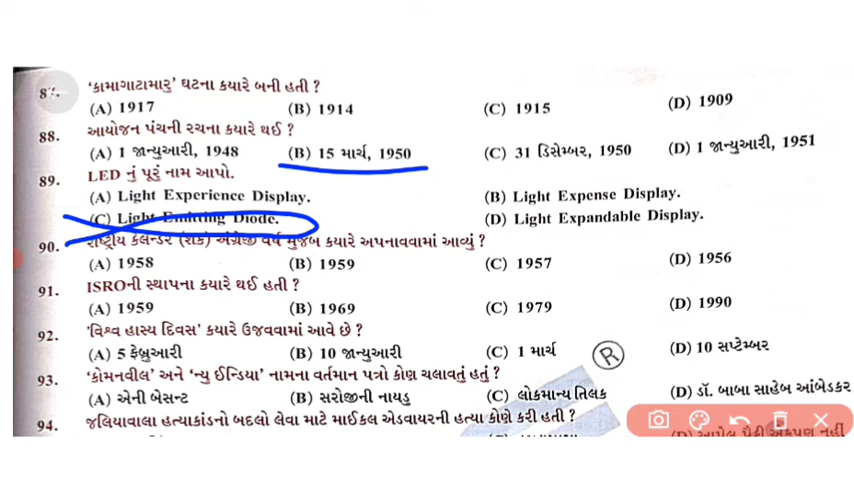 87. 'કામાગાટામારુ' ઘટના કયારે બની હતી ?
(A) 1917 (B) 1914 (C) 1915 (D) 1909
88. આયોજન પંચની રચના કયારે થઈ ?
(A) 1 જાન્યુઆરી, 1948 (B) 15 માર્ચ, 1950 (C) 31 ડિસેમ્બર, 1950 (D) 1 જાન્યુઆરી, 1951
89. LED નું પૂરું નામ આપો.
(A) Light Experience Display. (B) Light Expense Display.
(C) Light Emitting Diode. (D) Light Expandable Display.
90. રાષ્ટ્રીય કેલેન્ડર (શક) અંગ્રેજી વર્ષ મુજબ કયારે અપનાવવામાં આવ્યું ?
(A) 1958 (B) 1959 (C) 1957 (D) 1956
91. ISROની સ્થાપના કયારે થઈ હતી ?
(A) 1959 (B) 1969 (C) 1979 (D) 1990
92. 'વિશ્વ હાસ્ય દિવસ' કયારે ઉજવવામાં આવે છે ?
(A) 5 ફેબ્રુઆરી (B) 10 જાન્યુઆરી (C) 1 માર્ચ (D) 10 સપ્ટેમ્બર
R
93. 'કોમનવીલ' અને 'ન્યુ ઈન્ડિયા' નામના વર્તમાન પત્રો કોણ ચલાવતું હતું ?
(A) એની બેસન્ટ (B) સરોજીની નાયડુ (C) લોકમાન્ય તિલક (D) ડૉ. બાબા સાહેબ આંબેડકર
94. જલિયાવાલા હત્યાકાંડનો બદલો લેવા માટે માઈકલ એડવાયરની હત્યા કોણે કરી હતી ?